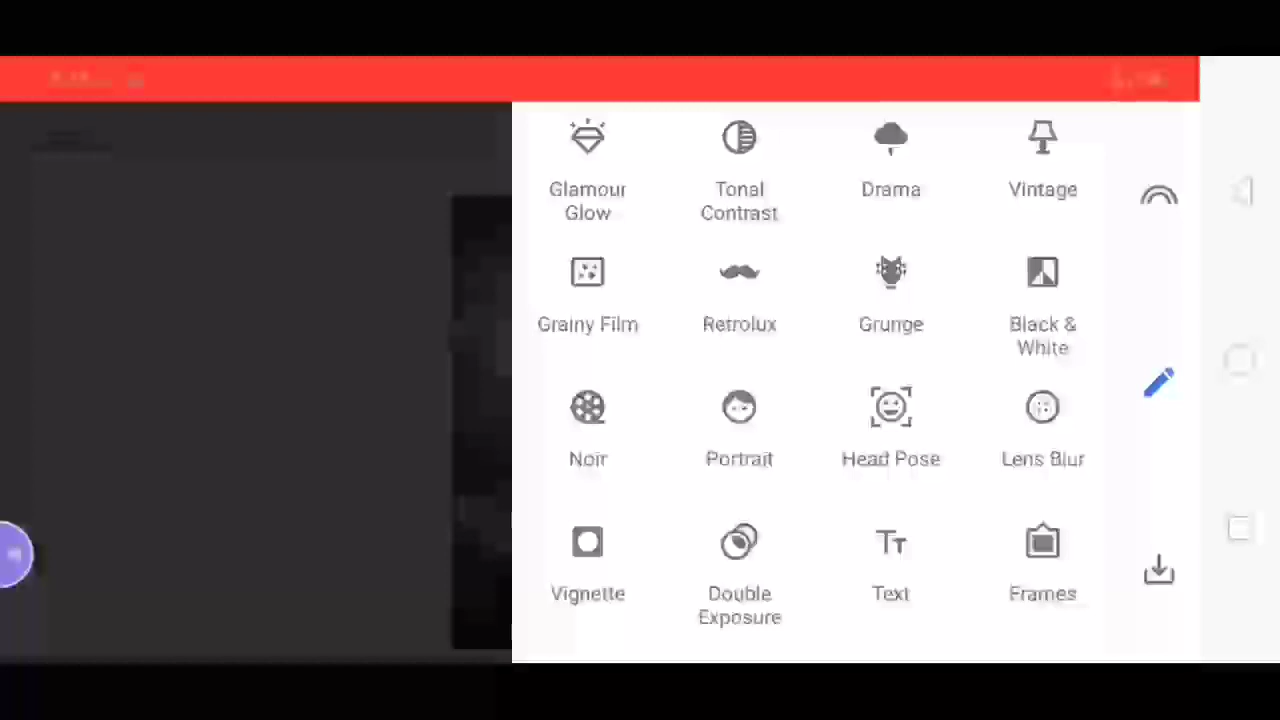 Glamour
Glow
Tonal
Contrast
Drama
Vintage
Grainy Film
Retrolux
Grunge
Black &
White
Noir
Portrait
Head Pose
Lens Blur
Vignette
Double
Exposure
Text
Frames